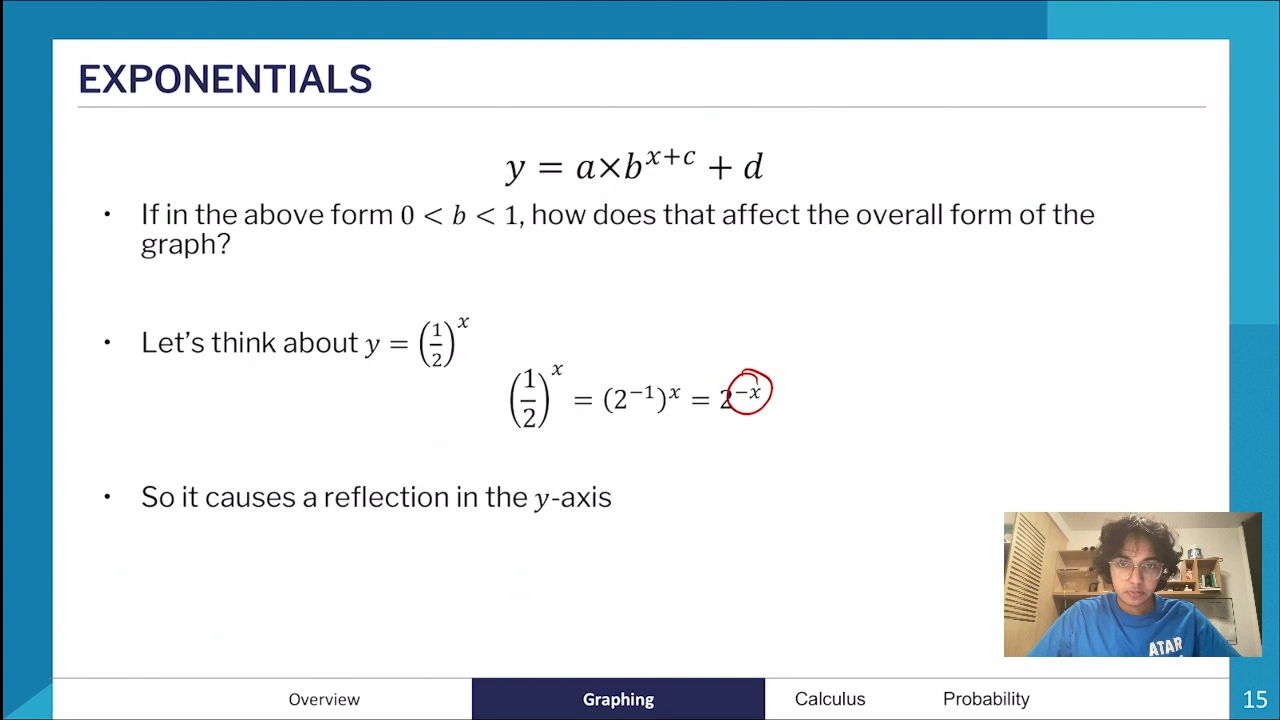 EXPONENTIALS
y = a×b^{x+c} + d
• If in the above form 0 < b < 1, how does that affect the overall form of the
graph?
• Let’s think about y = (1/2)^x
(1/2)^x = (2^{−1})^x = 2^{−x}
• So it causes a reflection in the y-axis
ATAR
Overview Graphing Calculus Probability 15